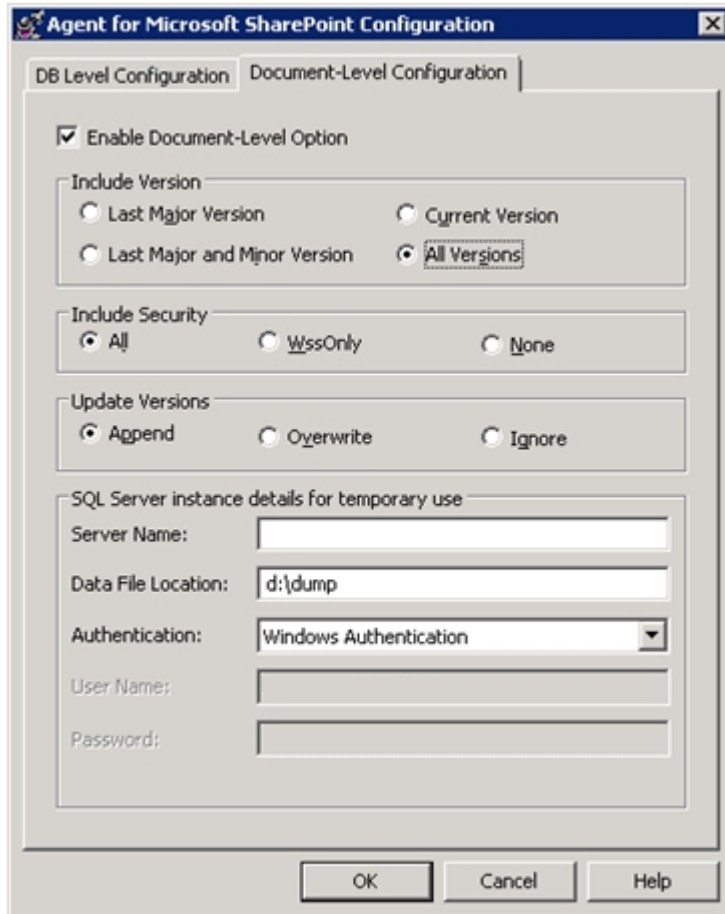 Agent for Microsoft SharePoint Configuration
DB Level Configuration
Document-Level Configuration
Enable Document-Level Option
Include Version
Last Major Version
Current Version
Last Major and Minor Version
All Versions
Include Security
All
WssOnly
None
Update Versions
Append
Overwrite
Ignore
SQL Server instance details for temporary use
Server Name:
Data File Location:
d:\dump
Authentication:
Windows Authentication
User Name:
Password:
OK
Cancel
Help